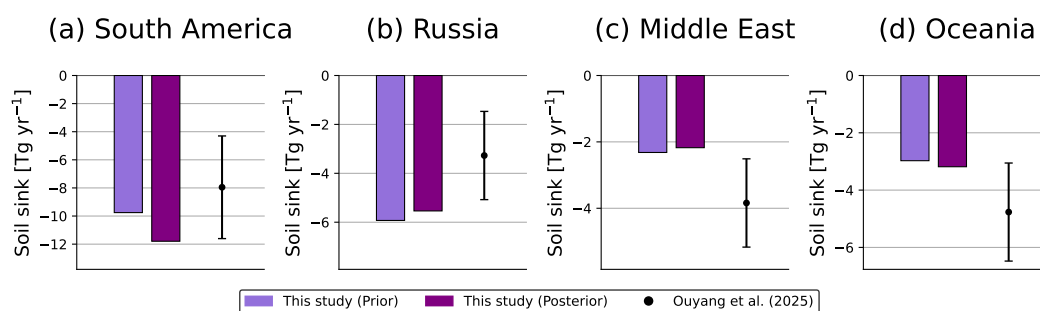 (a) South America
(b) Russia
(c) Middle East
(d) Oceania
Soil sink [Tg yr⁻¹]
0
−2
−4
−6
−8
−10
−12
Soil sink [Tg yr⁻¹]
0
−2
−4
−6
Soil sink [Tg yr⁻¹]
0
−2
−4
Soil sink [Tg yr⁻¹]
0
−2
−4
−6
This study (Prior)
This study (Posterior)
Ouyang et al. (2025)